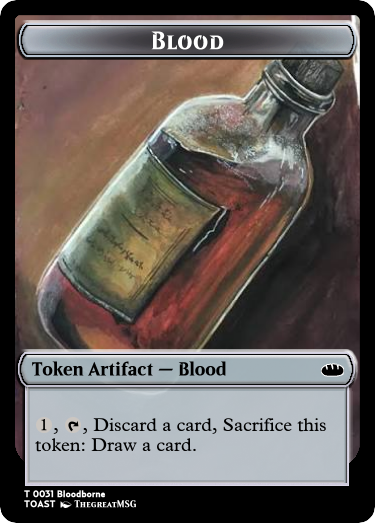 Blood
Token Artifact — Blood
1, T, Discard a card, Sacrifice this
token: Draw a card.
T 0031 Bloodborne
TOAST TheGreatMSG